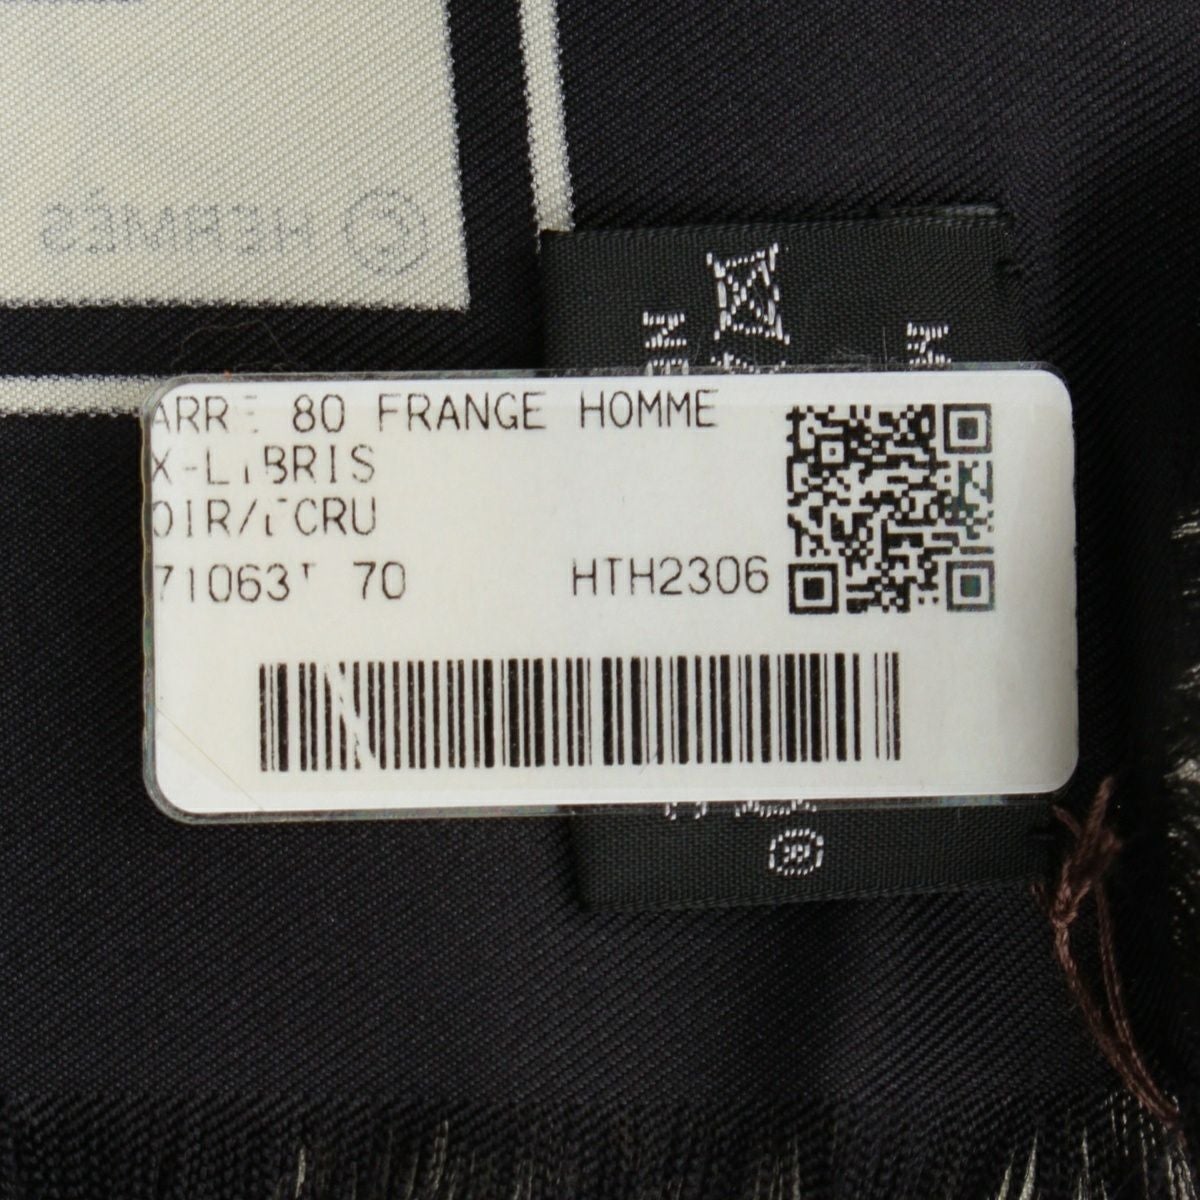 HERMÈS ©
ARRE 80 FRANGE HOMME
X-LIBRIS
OIR/ECRU
71063T 70 HTH2306